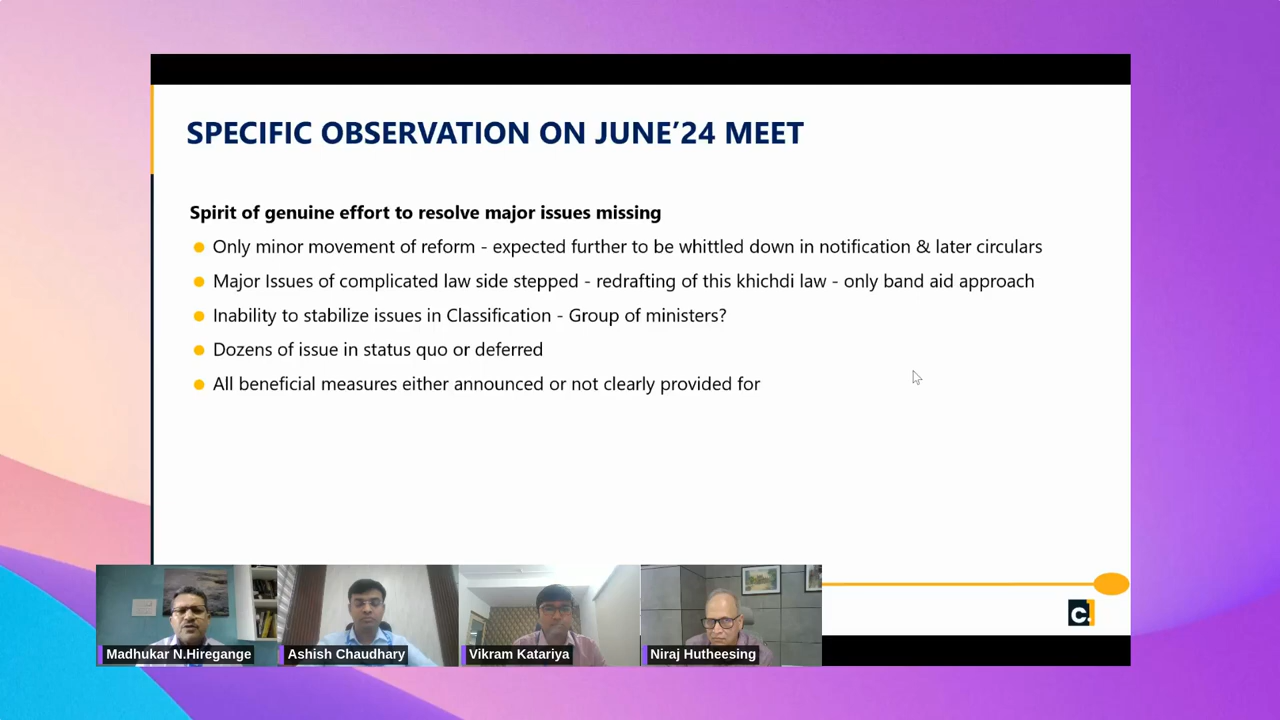 SPECIFIC OBSERVATION ON JUNE’24 MEET
Spirit of genuine effort to resolve major issues missing
Only minor movement of reform - expected further to be whittled down in notification & later circulars
Major Issues of complicated law side stepped - redrafting of this khichdi law - only band aid approach
Inability to stabilize issues in Classification - Group of ministers?
Dozens of issue in status quo or deferred
All beneficial measures either announced or not clearly provided for
c.
Madhukar N.Hiregange
Ashish Chaudhary
Vikram Katariya
Niraj Hutheesing